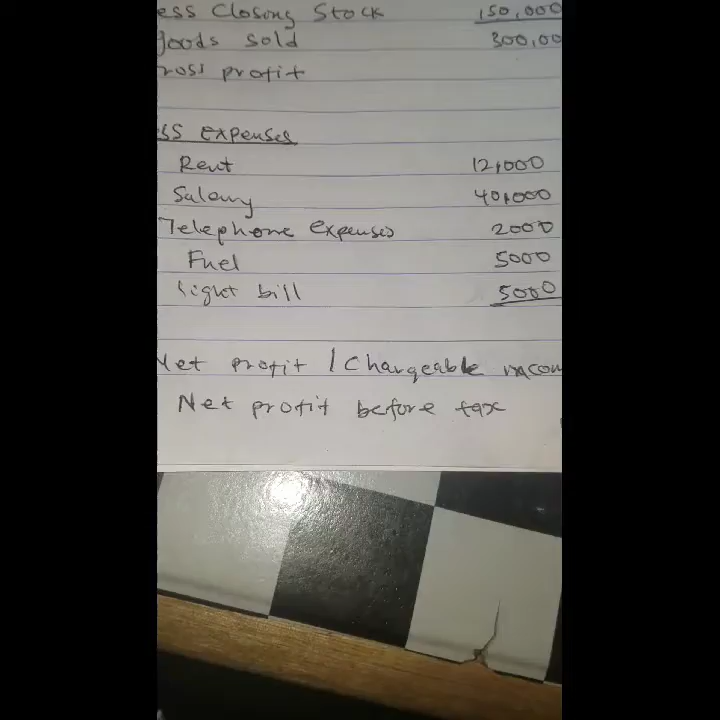 ess Closing Stock 150,000
goods sold 300,00
ross profit
ss expenses
Rent 12,000
Salary 40,000
Telephone expenses 2000
Fuel 5000
Light bill 5000
Net profit / Chargeable incom
Net profit before tax